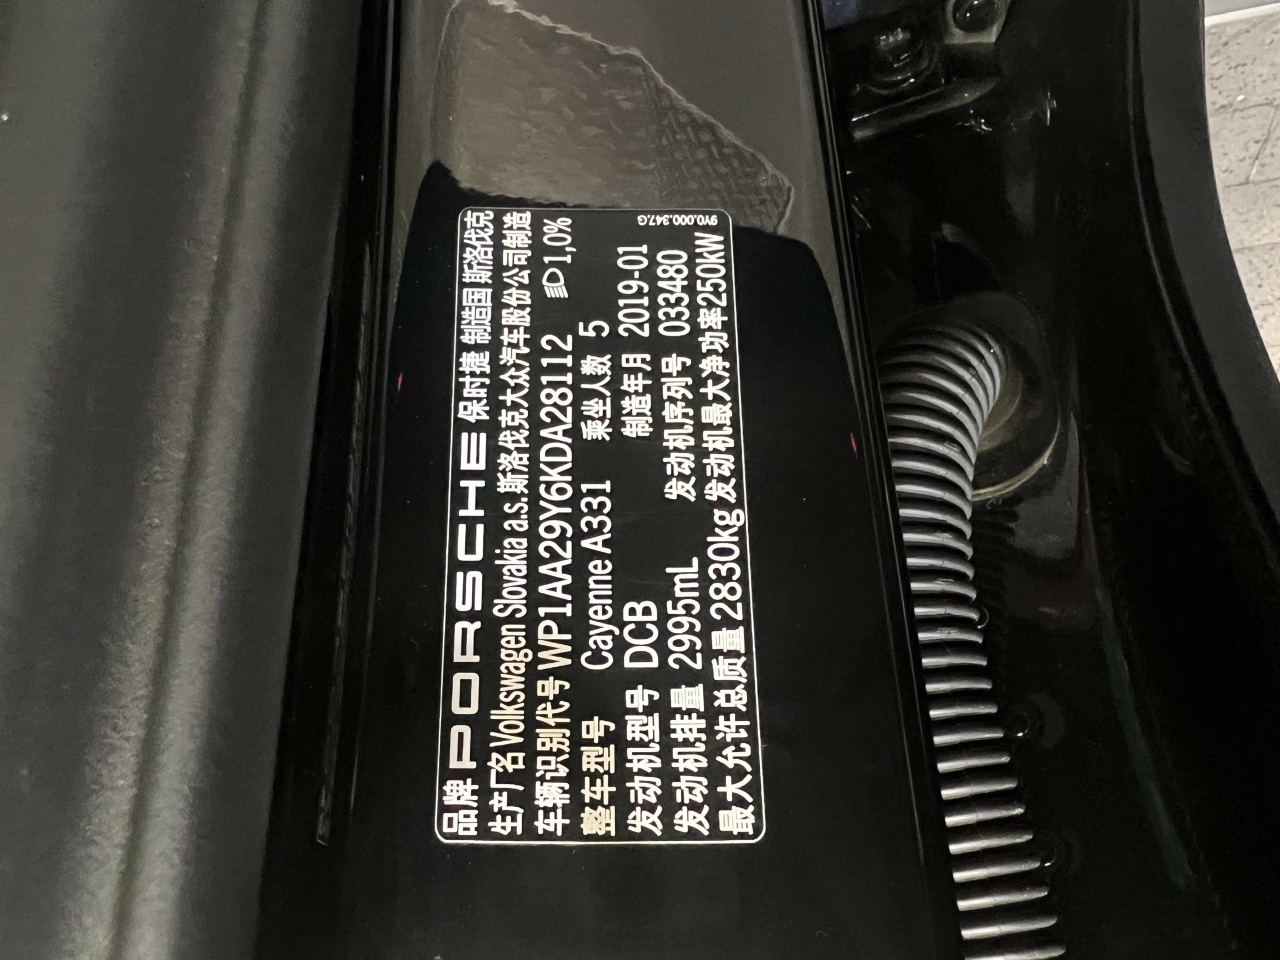 品牌 PORSCHE 保时捷 制造国 斯洛伐克
生产厂名 Volkswagen Slovakia a.s.斯洛伐克大众汽车股份公司制造
车辆识别代号 WP1AA29Y6KDA28112 1,0%
整车型号 Cayenne A331 乘坐人数 5
发动机型号 DCB 制造年月 2019-01
发动机排量 2995mL 发动机序列号 033480
最大允许总质量 2830kg 发动机最大净功率250kW
9Y0.000.347.G